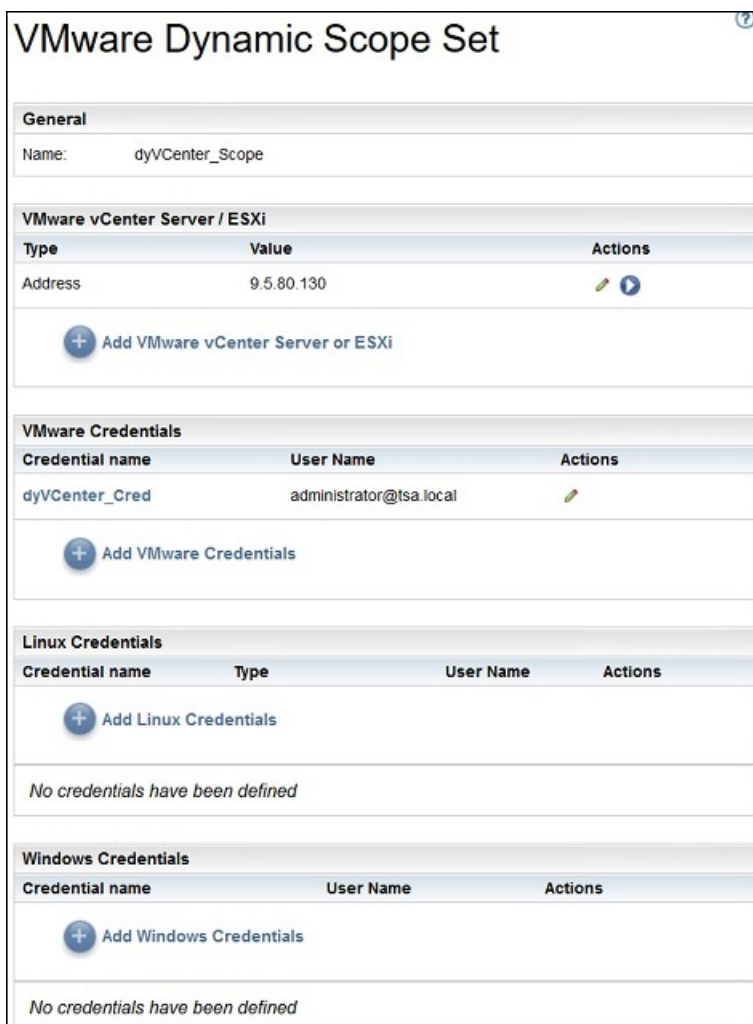 VMware Dynamic Scope Set
?
General
Name: dyVCenter_Scope
VMware vCenter Server / ESXi
Type Value Actions
Address 9.5.80.130
Add VMware vCenter Server or ESXi
VMware Credentials
Credential name User Name Actions
dyVCenter_Cred administrator@tsa.local
Add VMware Credentials
Linux Credentials
Credential name Type User Name Actions
Add Linux Credentials
No credentials have been defined
Windows Credentials
Credential name User Name Actions
Add Windows Credentials
No credentials have been defined